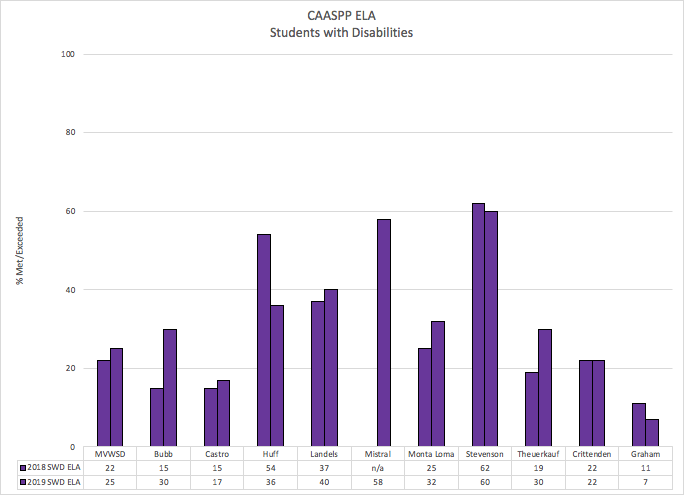 CAASPP ELA
Students with Disabilities
100
80
60
40
20
0
% Met/Exceeded
MVWSD Bubb Castro Huff Landels Mistral Monta Loma Stevenson Theuerkauf Crittenden Graham
2018 SWD ELA 22 15 15 54 37 n/a 25 62 19 22 11
2019 SWD ELA 25 30 17 36 40 58 32 60 30 22 7